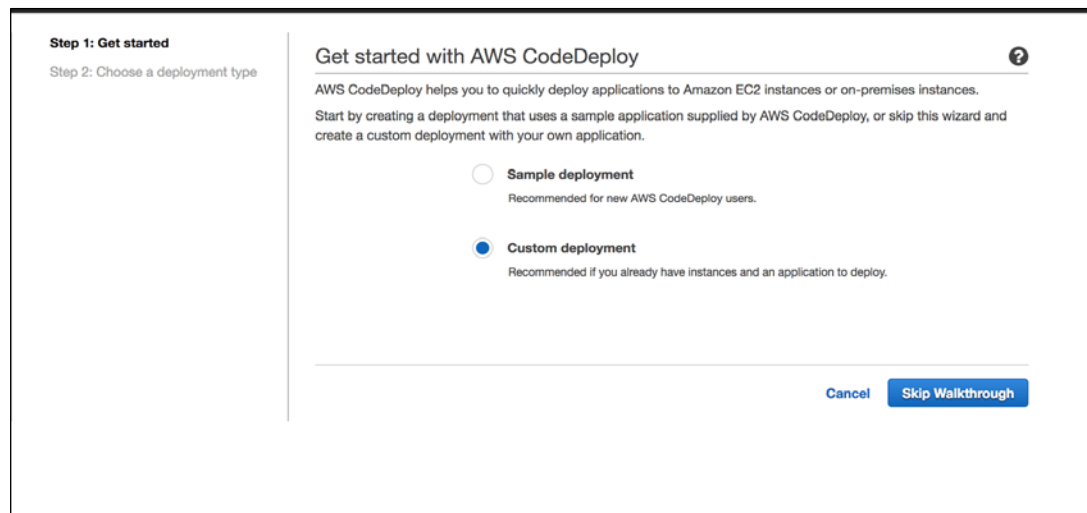 Step 1: Get started
Step 2: Choose a deployment type
Get started with AWS CodeDeploy
?
AWS CodeDeploy helps you to quickly deploy applications to Amazon EC2 instances or on-premises instances.
Start by creating a deployment that uses a sample application supplied by AWS CodeDeploy, or skip this wizard and
create a custom deployment with your own application.
Sample deployment
Recommended for new AWS CodeDeploy users.
Custom deployment
Recommended if you already have instances and an application to deploy.
Cancel
Skip Walkthrough